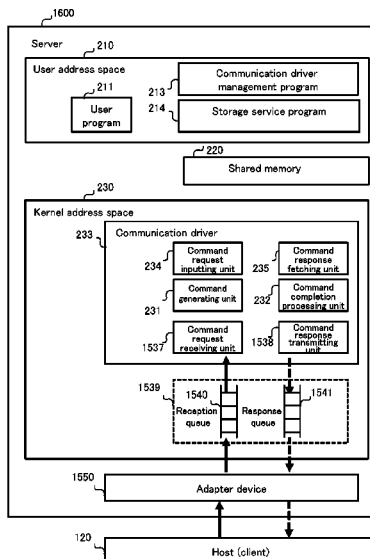 1600
Server
210
User address space
211
User program
213
Communication driver management program
214
Storage service program
220
Shared memory
230
Kernel address space
233
Communication driver
234
Command request inputting unit
235
Command response fetching unit
231
Command generating unit
232
Command completion processing unit
1537
Command request receiving unit
1538
Command response transmitting unit
1539
1540
Reception queue
Response queue
1541
1550
Adapter device
120
Host (client)